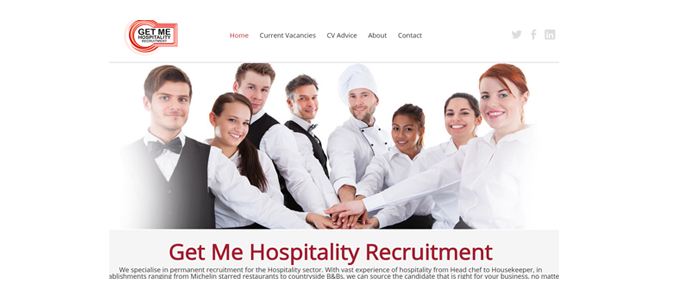 GET ME
HOSPITALITY
RECRUITMENT
Home Current Vacancies CV Advice About Contact
Get Me Hospitality Recruitment
We specialise in permanent recruitment for the Hospitality sector. With vast experience of hospitality from Head chef to Housekeeper, in
ablishments ranging from Michelin starred restaurants to countryside B&Bs, we can source the candidate that is right for your business, no matte